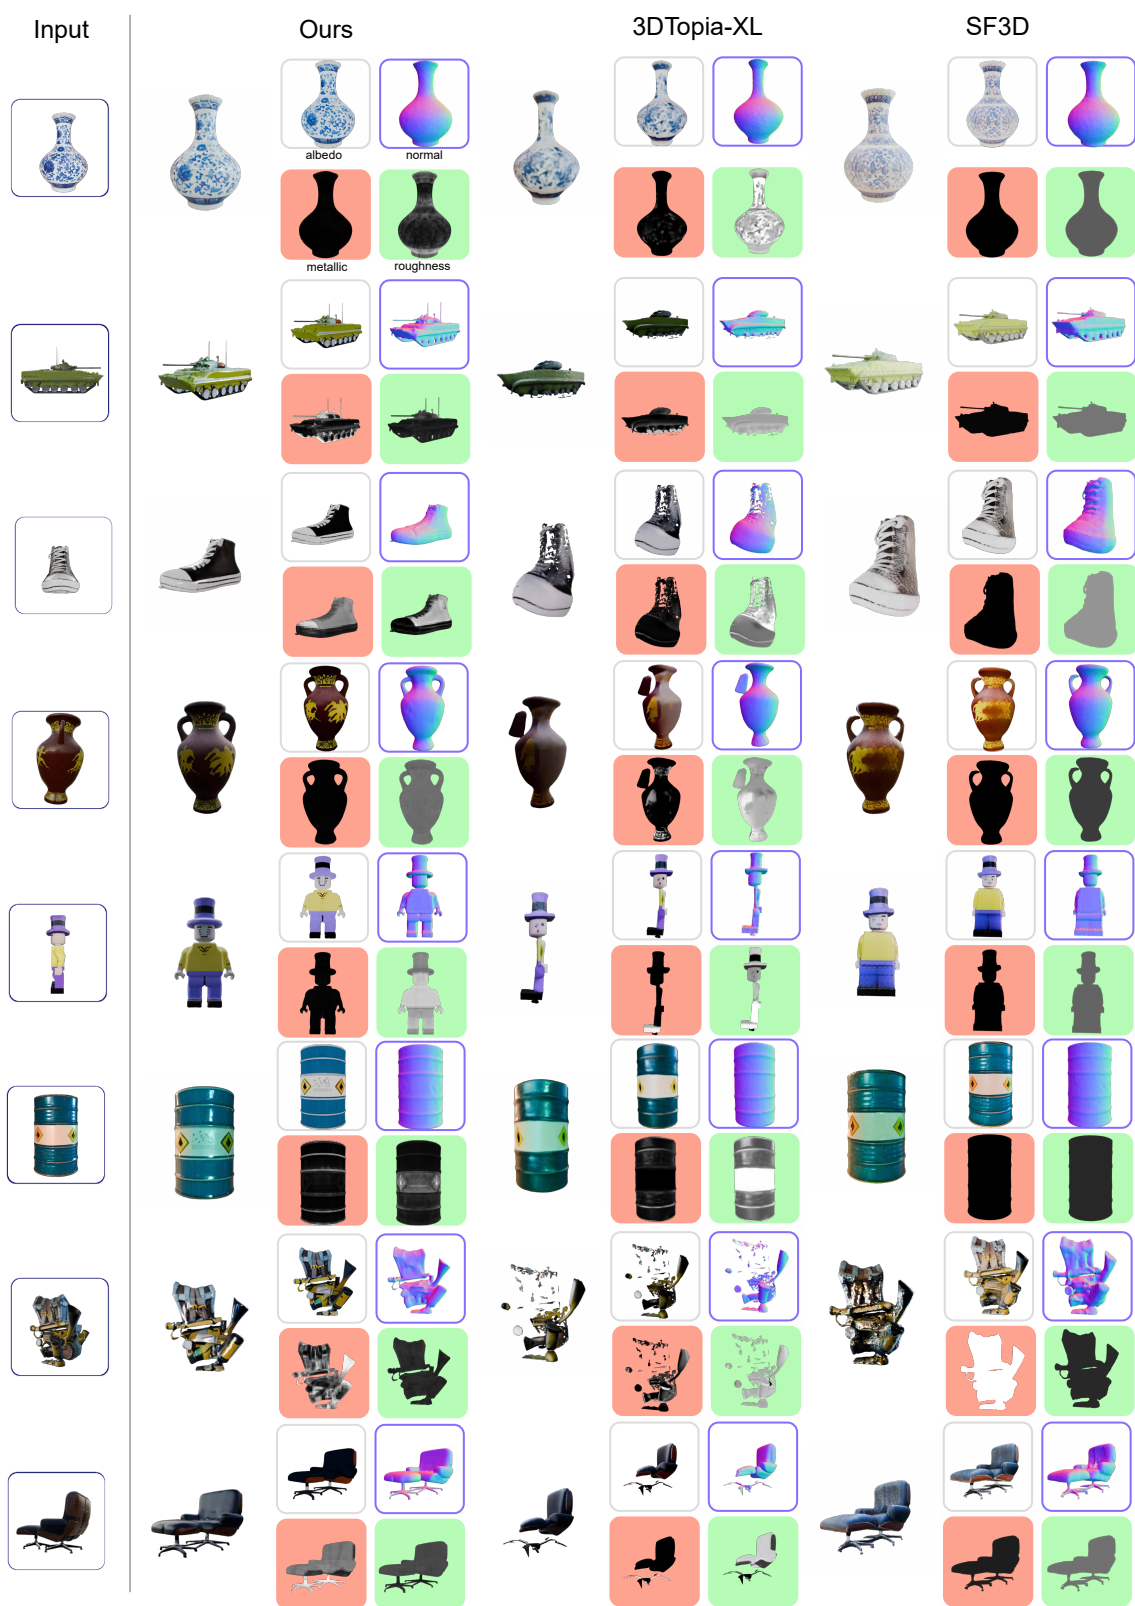 Input
Ours
3DTopia-XL
SF3D
albedo
normal
metallic
roughness